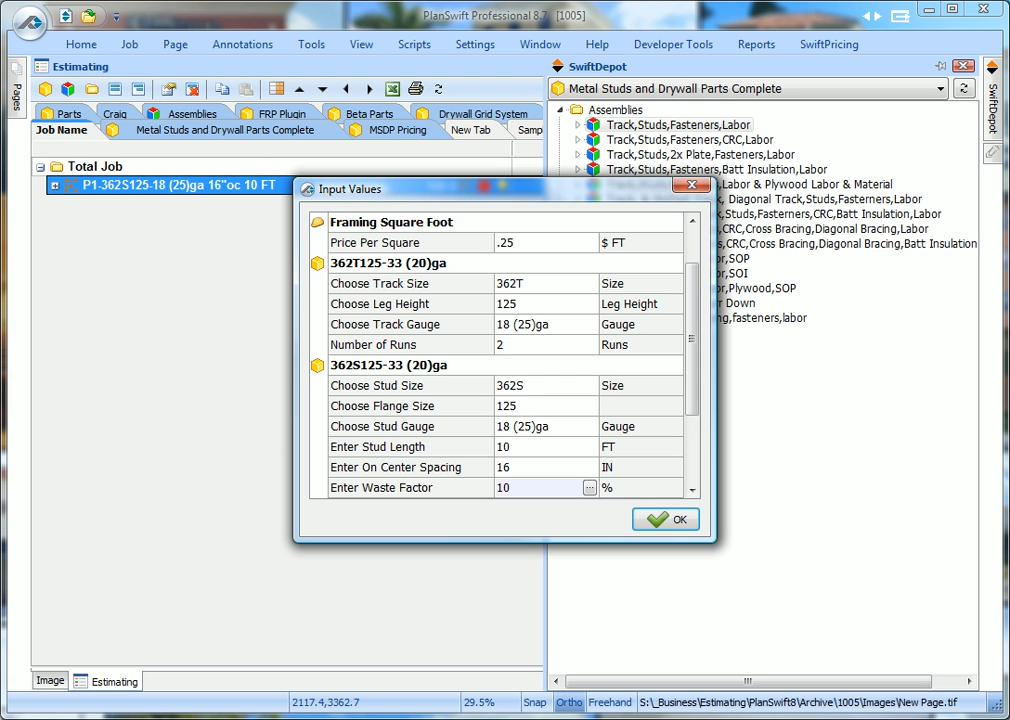 PlanSwift Professional 8.7 [1005]
Home Job Page Annotations Tools View Scripts Settings Window Help Developer Tools Reports SwiftPricing
Pages
Estimating
Parts Craig Assemblies FRP Plugin Beta Parts Drywall Grid System
Job Name Metal Studs and Drywall Parts Complete MSDP Pricing New Tab Samp
Total Job
P1-362S125-18 (25)ga 16"oc 10 FT
SwiftDepot
Metal Studs and Drywall Parts Complete
SwiftDepot
Assemblies
Track,Studs,Fasteners,Labor
Track,Studs,Fasteners,CRC,Labor
Track,Studs,2x Plate,Fasteners,Labor
Track,Studs,Fasteners,Batt Insulation,Labor
Labor & Plywood Labor & Material
, Diagonal Track,Studs,Fasterners,Labor
Studs,Fasterners,CRC,Batt Insulation,Labor
CRC,Cross Bracing,Diagonal Bracing,Labor
CRC,Cross Bracing,Diagonal Bracing,Batt Insulation
Labor,SOP
SOI
,Plywood,SOP
Down
fasteners,labor
Input Values
Framing Square Foot
Price Per Square .25 $ FT
362T125-33 (20)ga
Choose Track Size 362T Size
Choose Leg Height 125 Leg Height
Choose Track Gauge 18 (25)ga Gauge
Number of Runs 2 Runs
362S125-33 (20)ga
Choose Stud Size 362S Size
Choose Flange Size 125
Choose Stud Gauge 18 (25)ga Gauge
Enter Stud Length 10 FT
Enter On Center Spacing 16 IN
Enter Waste Factor 10 ... %
OK
Image Estimating
2117.4,3362.7 29.5% Snap Ortho Freehand S:\_Business\Estimating\PlanSwift8\Archive\1005\Images\New Page.tif